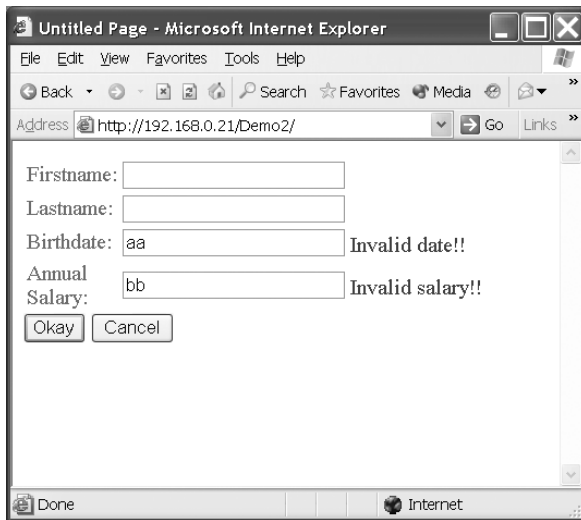 Untitled Page - Microsoft Internet Explorer
File Edit View Favorites Tools Help
Back Search Favorites Media »
Address http://192.168.0.21/Demo2/ Go Links »
Firstname:
Lastname:
Birthdate: aa Invalid date!!
Annual
Salary: bb Invalid salary!!
Okay Cancel
Done Internet